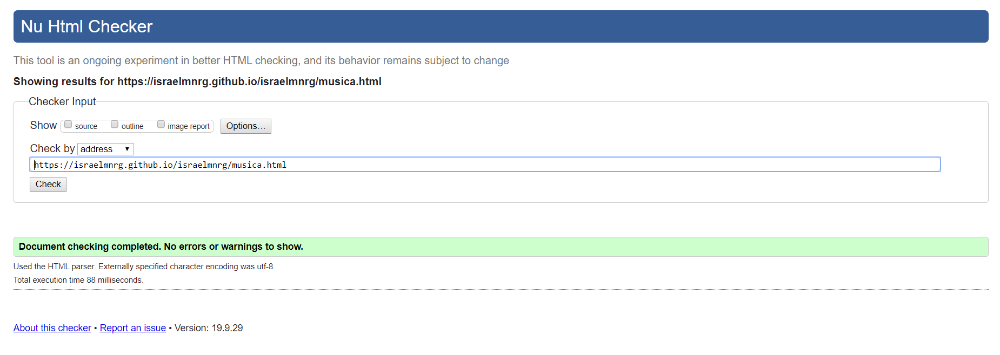 Nu Html Checker
This tool is an ongoing experiment in better HTML checking, and its behavior remains subject to change
Showing results for https://israelmnrg.github.io/israelmnrg/musica.html
Checker Input
Show source outline image report Options...
Check by address
https://israelmnrg.github.io/israelmnrg/musica.html
Check
Document checking completed. No errors or warnings to show.
Used the HTML parser. Externally specified character encoding was utf-8.
Total execution time 88 milliseconds.
About this checker • Report an issue • Version: 19.9.29